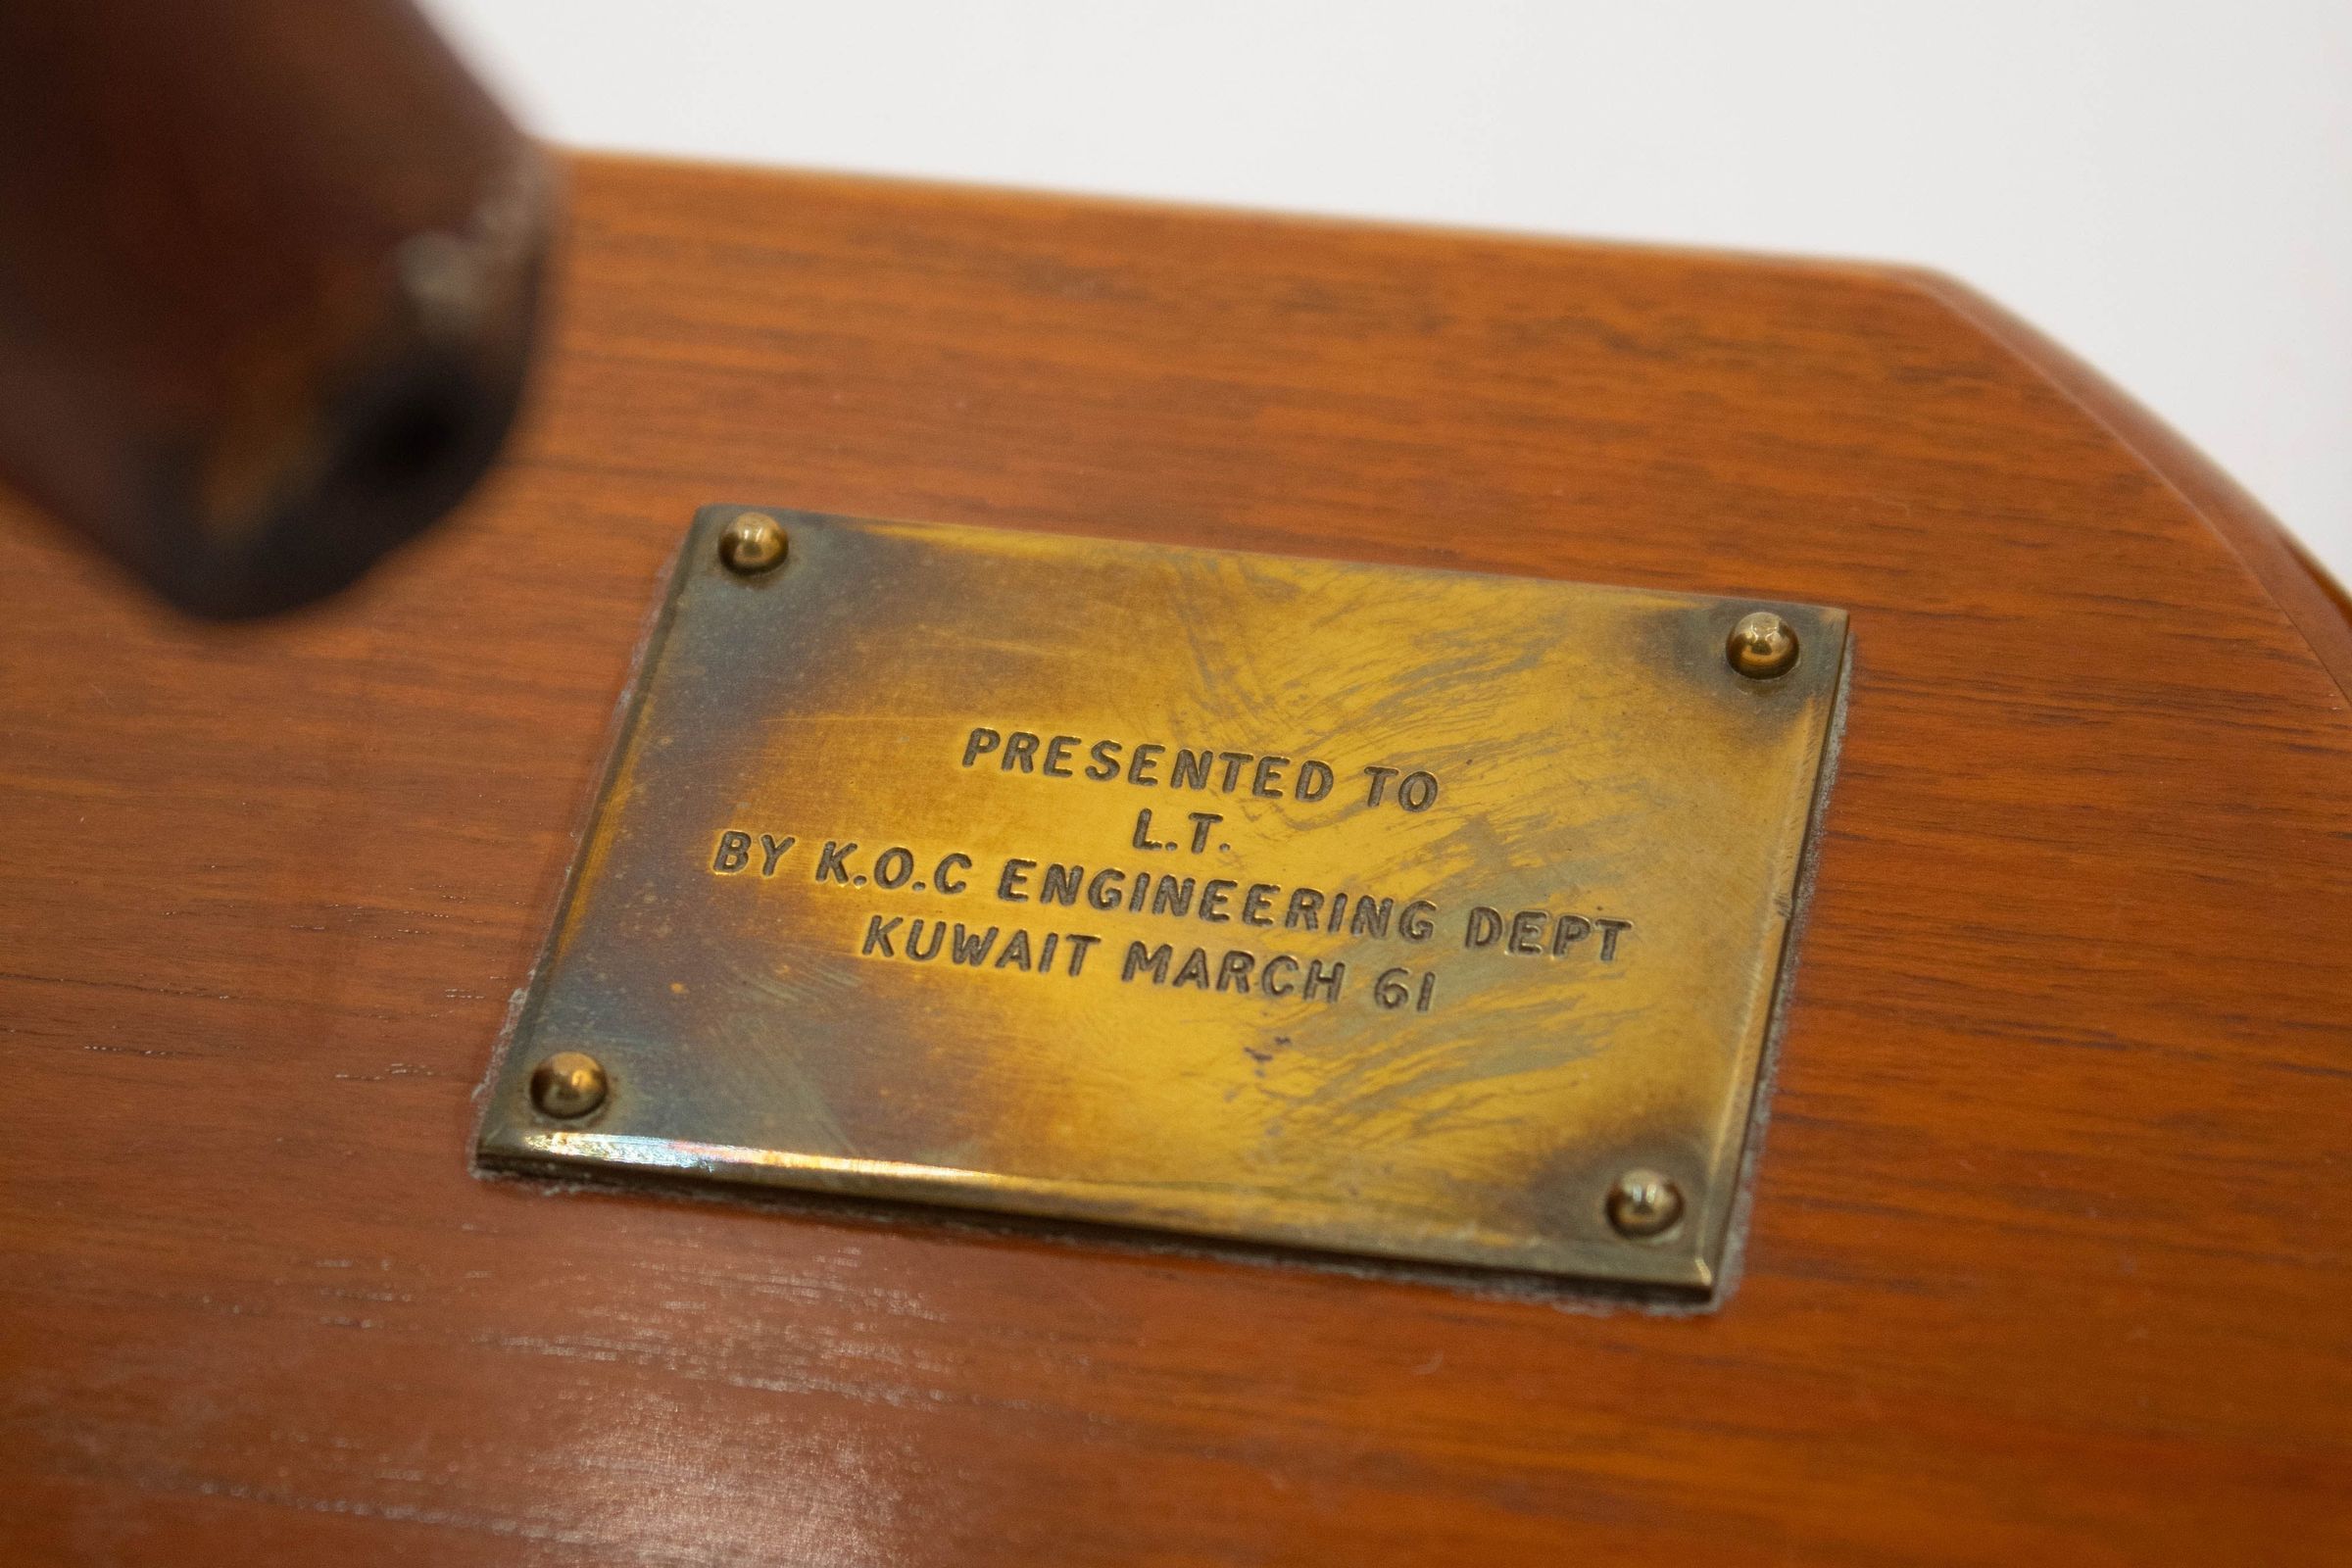 PRESENTED TO
L.T.
BY K.O.C ENGINEERING DEPT
KUWAIT MARCH 61